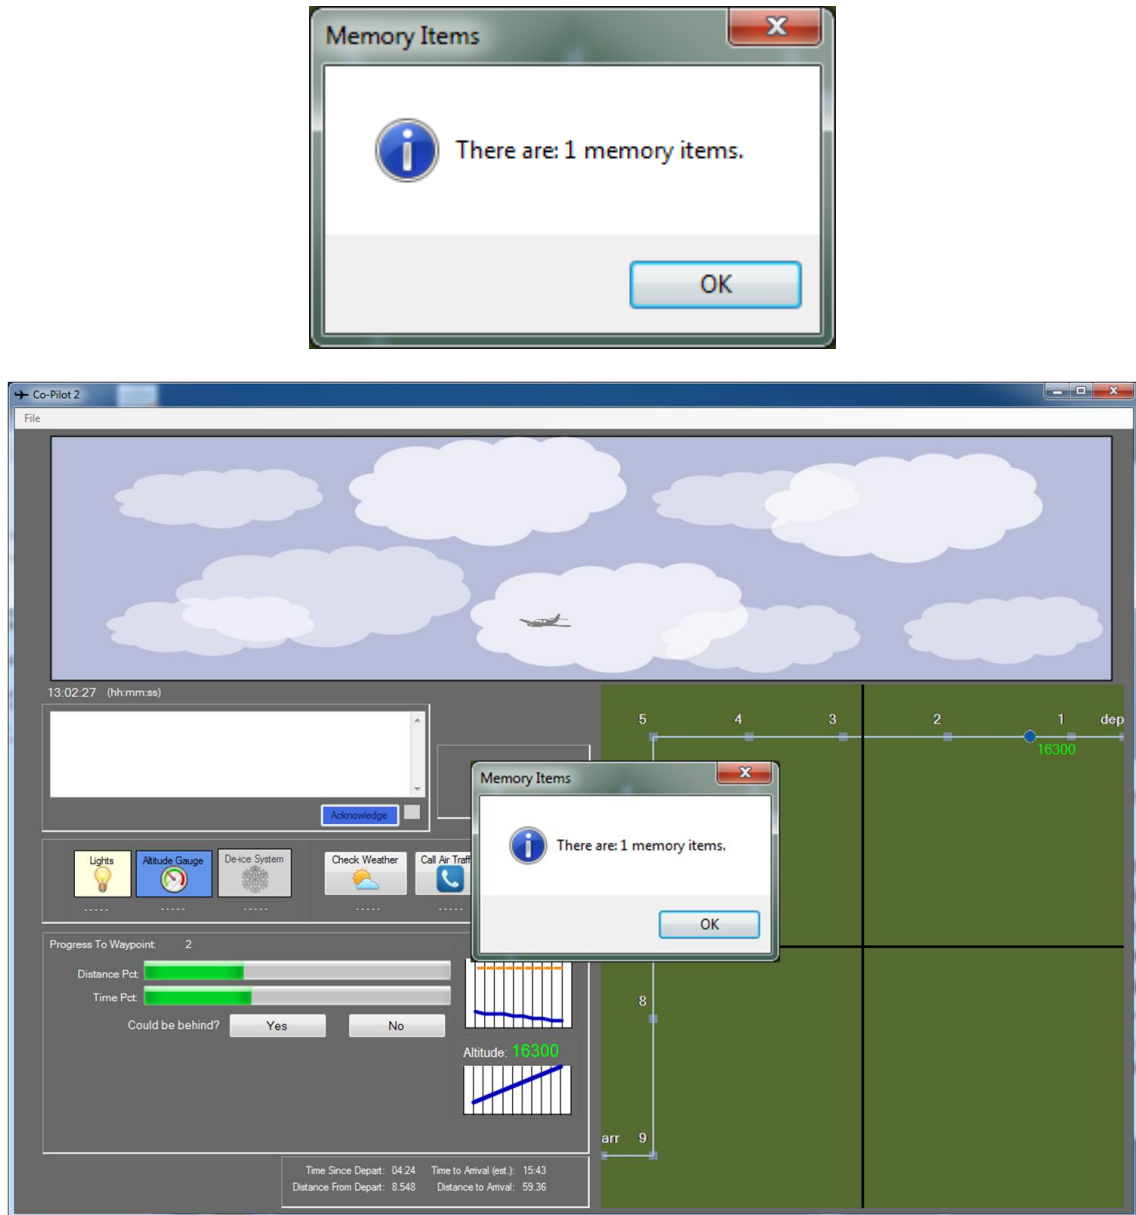 Memory Items
There are: 1 memory items.
OK
Co-Pilot 2
File
13:02:27 (hh:mm:ss)
Acknowledge
Lights
Altitude Gauge
De-ice System
Check Weather
Call Air Traff
- - - - -
- - - - -
- - - - -
- - - - -
- - - - -
Memory Items
There are: 1 memory items.
OK
Progress To Waypoint: 2
Distance Pct:
Time Pct:
Could be behind? Yes No
Altitude: 16300
Time Since Depart: 04:24 Time to Arrival (est.): 15:43
Distance From Depart: 8.548 Distance to Arrival: 59.36
5 4 3 2 1 dep
16300
8
arr 9